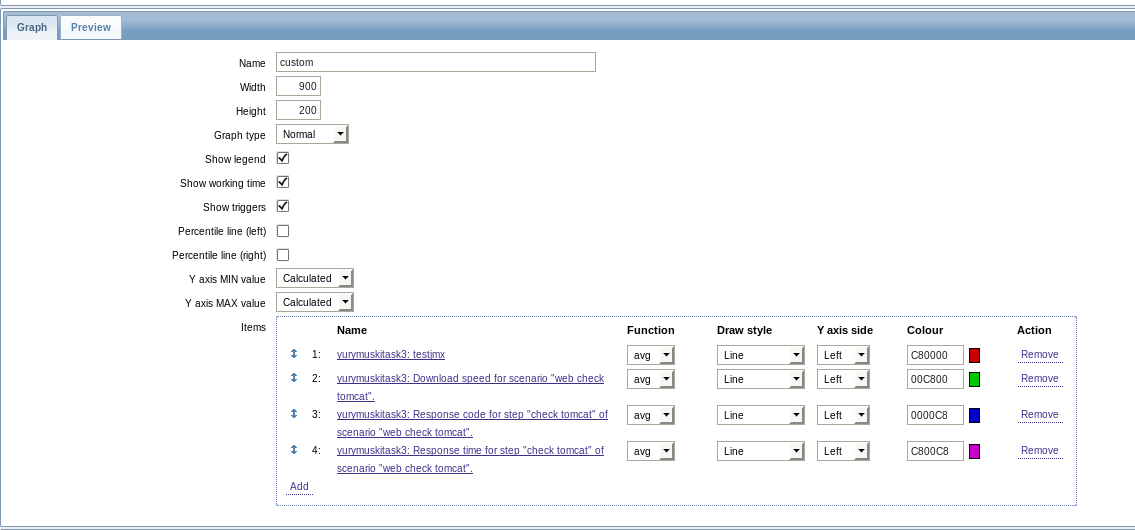 Graph Preview
Name custom
Width 900
Height 200
Graph type Normal
Show legend
Show working time
Show triggers
Percentile line (left)
Percentile line (right)
Y axis MIN value Calculated
Y axis MAX value Calculated
Items
Name Function Draw style Y axis side Colour Action
1: yurymuskitask3: testjmx avg Line Left C80000 Remove
2: yurymuskitask3: Download speed for scenario "web check avg Line Left 00C800 Remove
tomcat".
3: yurymuskitask3: Response code for step "check tomcat" of avg Line Left 0000C8 Remove
scenario "web check tomcat".
4: yurymuskitask3: Response time for step "check tomcat" of avg Line Left C800C8 Remove
scenario "web check tomcat".
Add